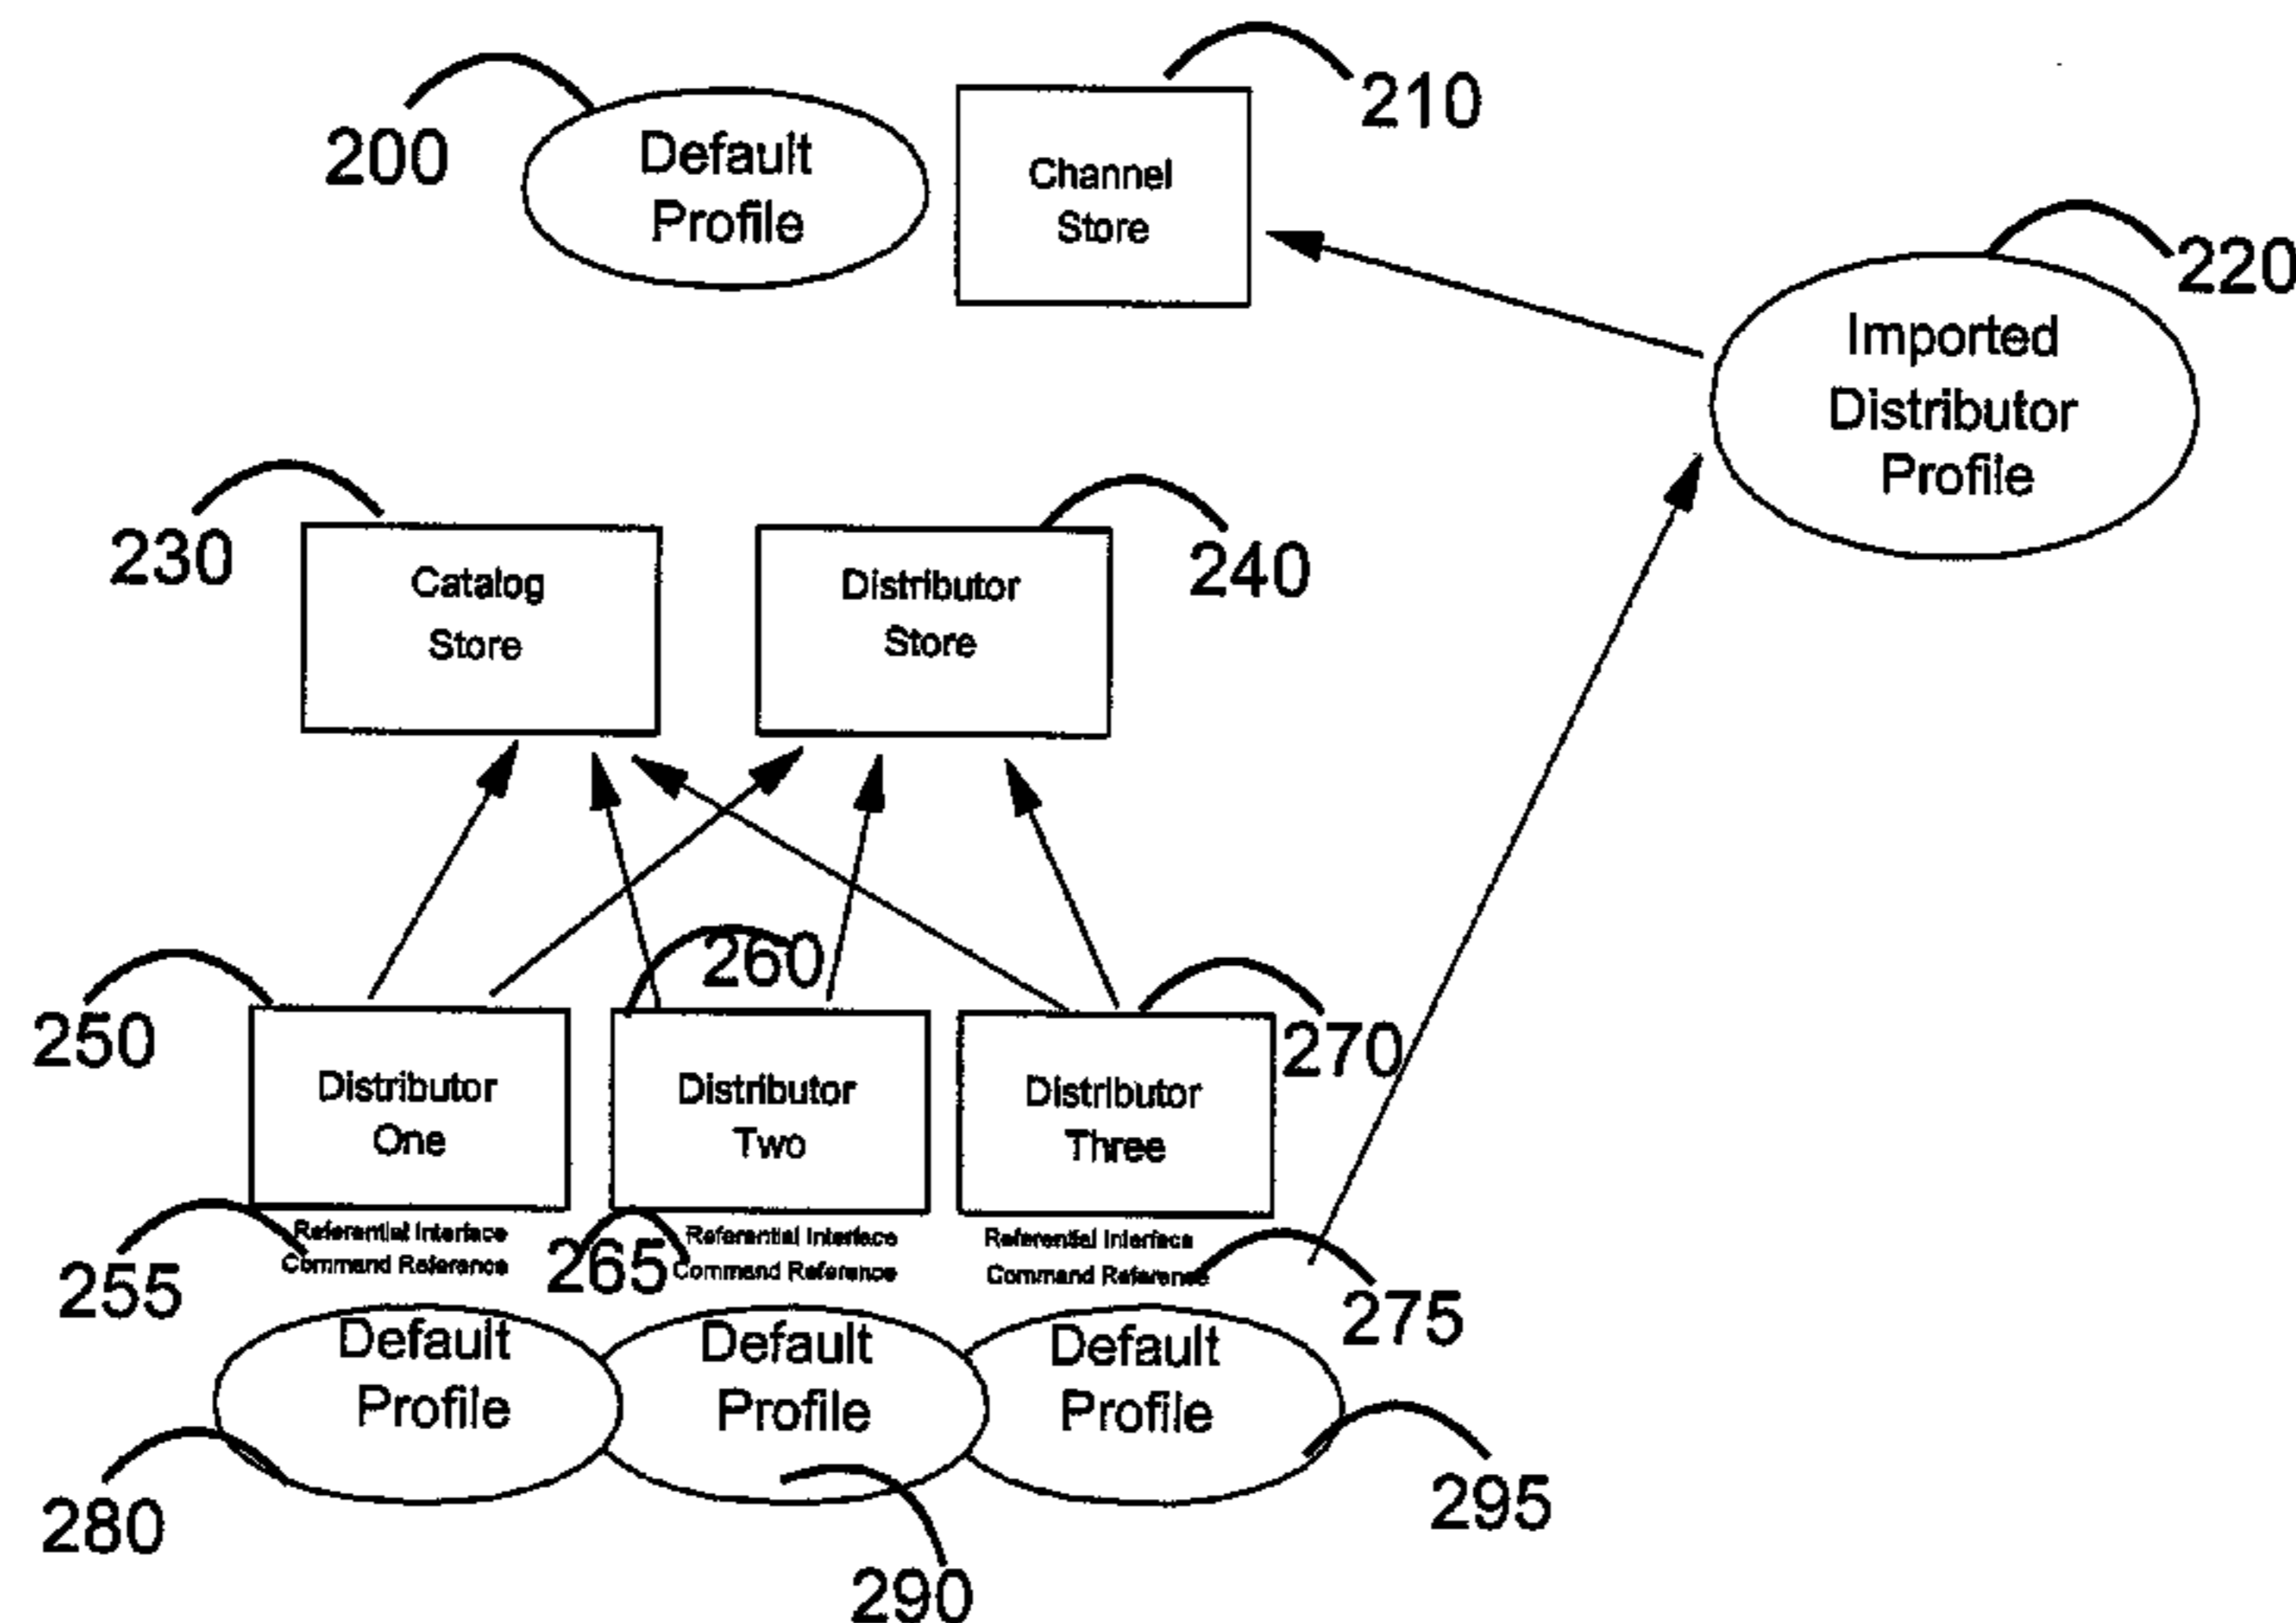 200
Default
Profile
Channel
Store
210
Imported
Distributor
Profile
220
230
Catalog
Store
Distributor
Store
240
250
Distributor
One
260
Distributor
Two
Distributor
Three
270
255
Referential Interface
Command Reference
265
Referential Interface
Command Reference
Referential Interface
Command Reference
275
Default
Profile
Default
Profile
Default
Profile
280
290
295